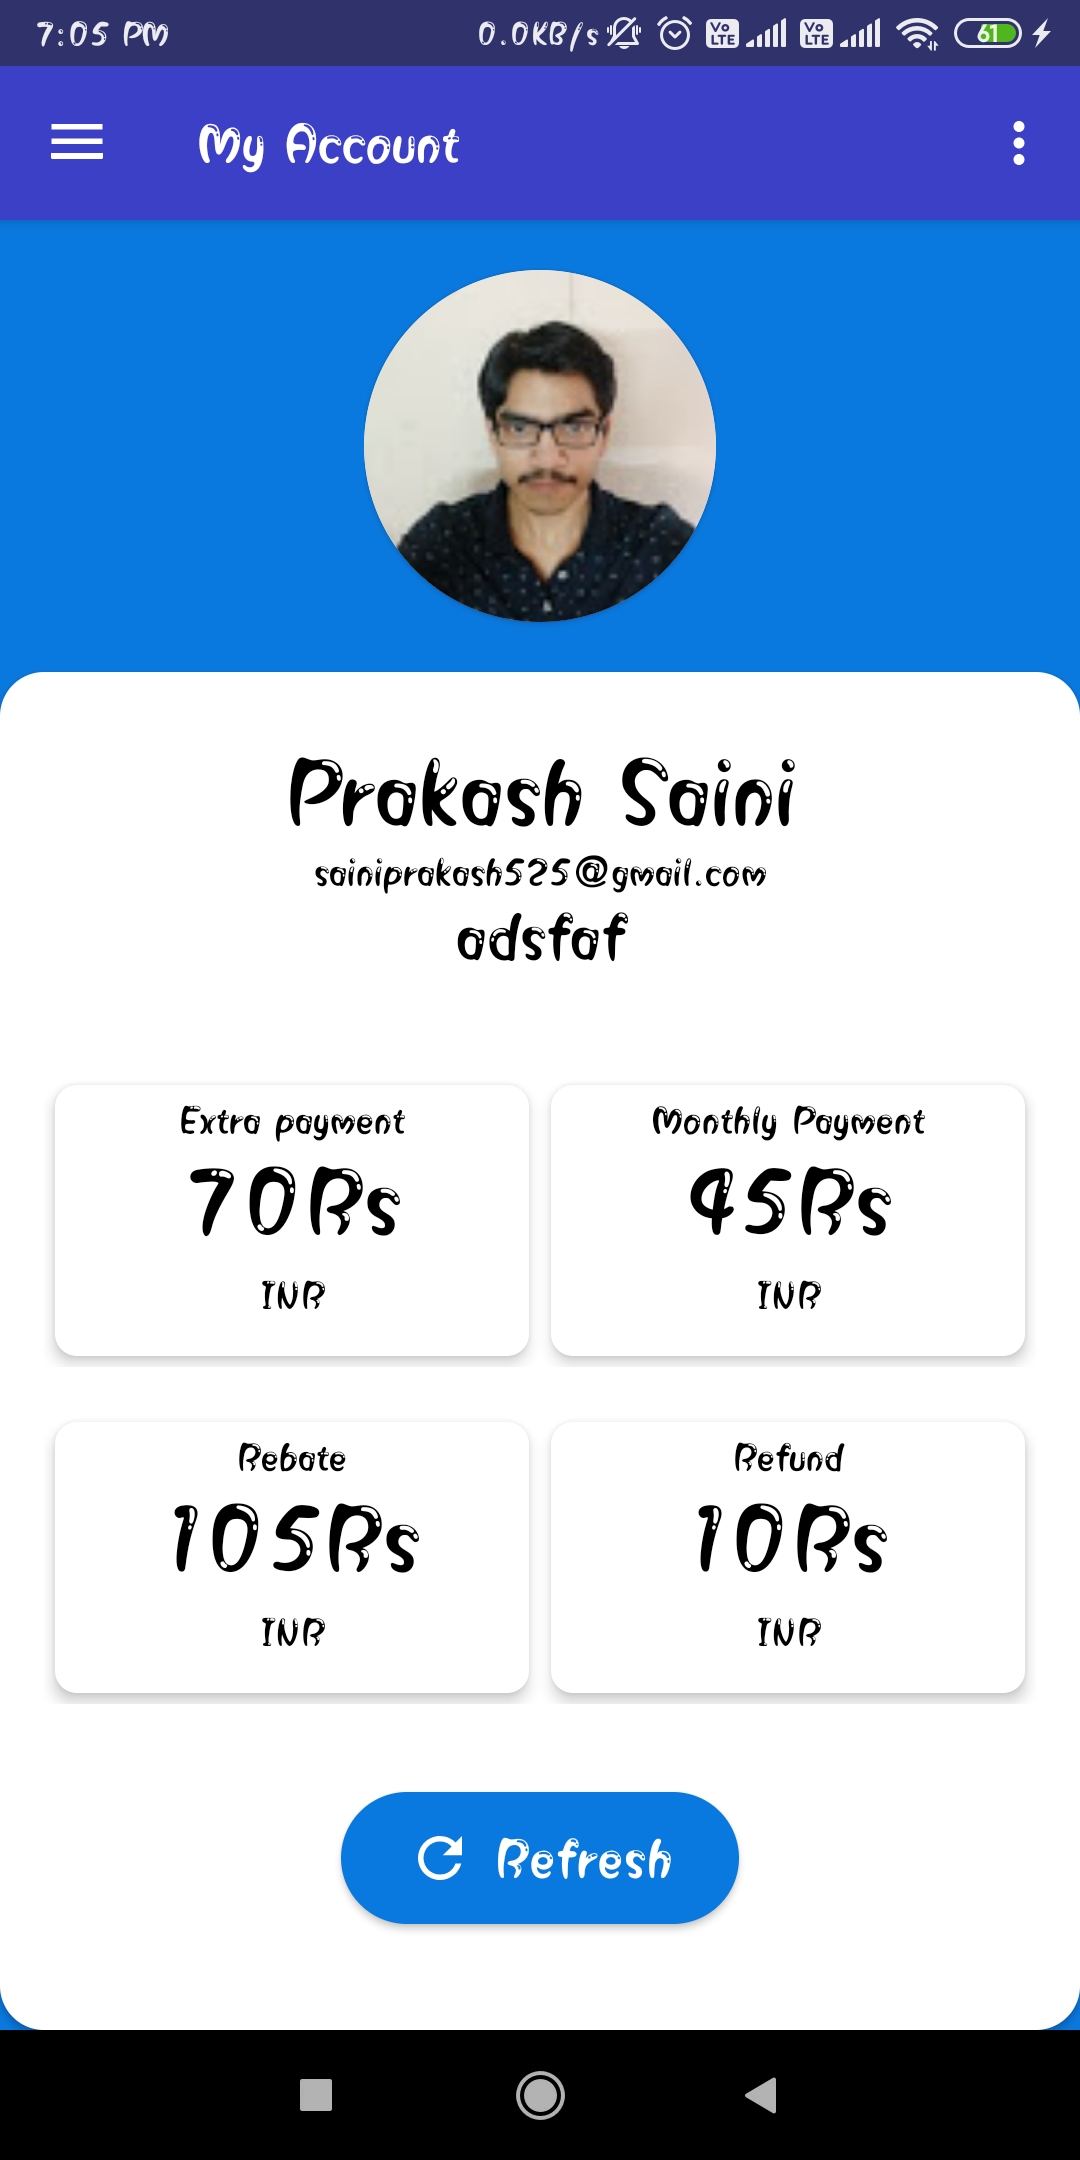 7:05 PM 0.0KB/s Vo LTE Vo LTE 61
My Account
Prakash Saini
sainiprakash525@gmail.com
adsfaf
Extra payment
70Rs
INR
Monthly Payment
45Rs
INR
Rebate
105Rs
INR
Refund
10Rs
INR
Refresh